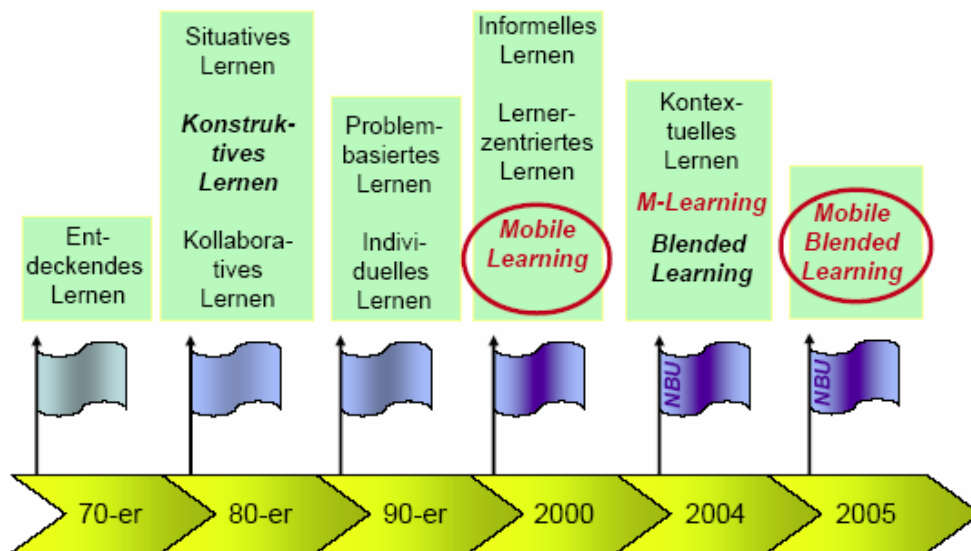 Ent-
deckendes
Lernen
Situatives
Lernen
Konstruk-
tives
Lernen
Kollabora-
tives
Lernen
Problem-
basiertes
Lernen
Indivi-
duelles
Lernen
Informelles
Lernen
Lerner-
zentriertes
Lernen
Mobile
Learning
Kontex-
tuelles
Lernen
M-Learning
Blended
Learning
Mobile
Blended
Learning
NBU
NBU
70-er
80-er
90-er
2000
2004
2005